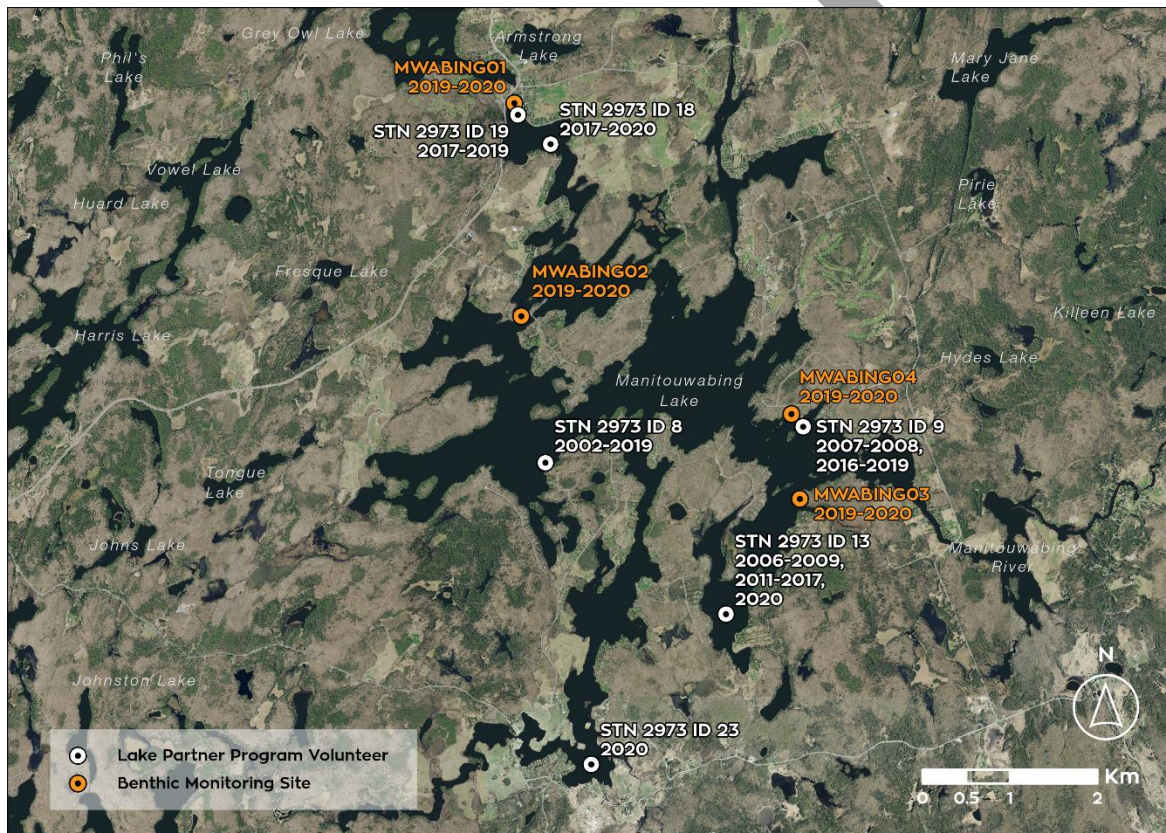 Grey Owl Lake
Armstrong
Lake
Phil's
Lake
Mary Jane
Lake
MWABING01
2019-2020
STN 2973 ID 18
2017-2020
STN 2973 ID 19
2017-2019
Vowel Lake
Huard Lake
Pirie
Lake
Fresque Lake
MWABING02
2019-2020
Harris Lake
Killeen Lake
Hydes Lake
Manitouwabing
Lake
MWABING04
2019-2020
STN 2973 ID 8
2002-2019
STN 2973 ID 9
2007-2008,
2016-2019
Tongue
Lake
MWABING03
2019-2020
STN 2973 ID 13
2006-2009,
2011-2017,
2020
Johns Lake
Manitouwabing
River
Johnston Lake
N
STN 2973 ID 23
2020
Lake Partner Program Volunteer
Benthic Monitoring Site
Km
0 0.5 1 2